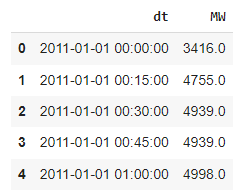 dt MW
0 2011-01-01 00:00:00 3416.0
1 2011-01-01 00:15:00 4755.0
2 2011-01-01 00:30:00 4939.0
3 2011-01-01 00:45:00 4939.0
4 2011-01-01 01:00:00 4998.0